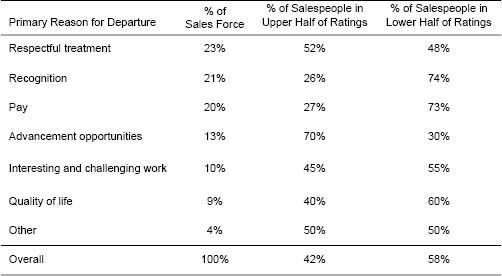 Primary Reason for Departure % of Sales Force % of Salespeople in Upper Half of Ratings % of Salespeople in Lower Half of Ratings
Respectful treatment 23% 52% 48%
Recognition 21% 26% 74%
Pay 20% 27% 73%
Advancement opportunities 13% 70% 30%
Interesting and challenging work 10% 45% 55%
Quality of life 9% 40% 60%
Other 4% 50% 50%
Overall 100% 42% 58%